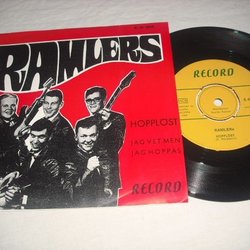 RAMLERS
HOPPLÖST
JAG VET MEN
JAG HOPPAS
RECORD
RECORD
RAMLERS
HOPPLÖST